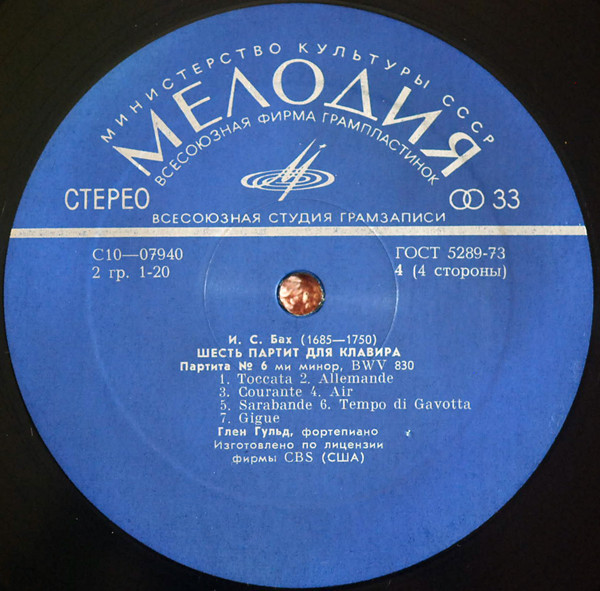 МИНИСТЕРСТВО КУЛЬТУРЫ СССР
МЕЛОДИЯ
ВСЕСОЮЗНАЯ ФИРМА ГРАМПЛАСТИНОК
СТЕРЕО
33
ВСЕСОЮЗНАЯ СТУДИЯ ГРАМЗАПИСИ
С10—07940
ГОСТ 5289-73
2 гр. 1-20
4 (4 стороны)
И. С. Бах (1685—1750)
ШЕСТЬ ПАРТИТ ДЛЯ КЛАВИРА
Партита № 6 ми минор, BWV 830
1. Toccata 2. Allemande
3. Courante 4. Air
5. Sarabande 6. Tempo di Gavotta
7. Gigue
Глен Гульд, фортепиано
Изготовлено по лицензии
фирмы CBS (США)